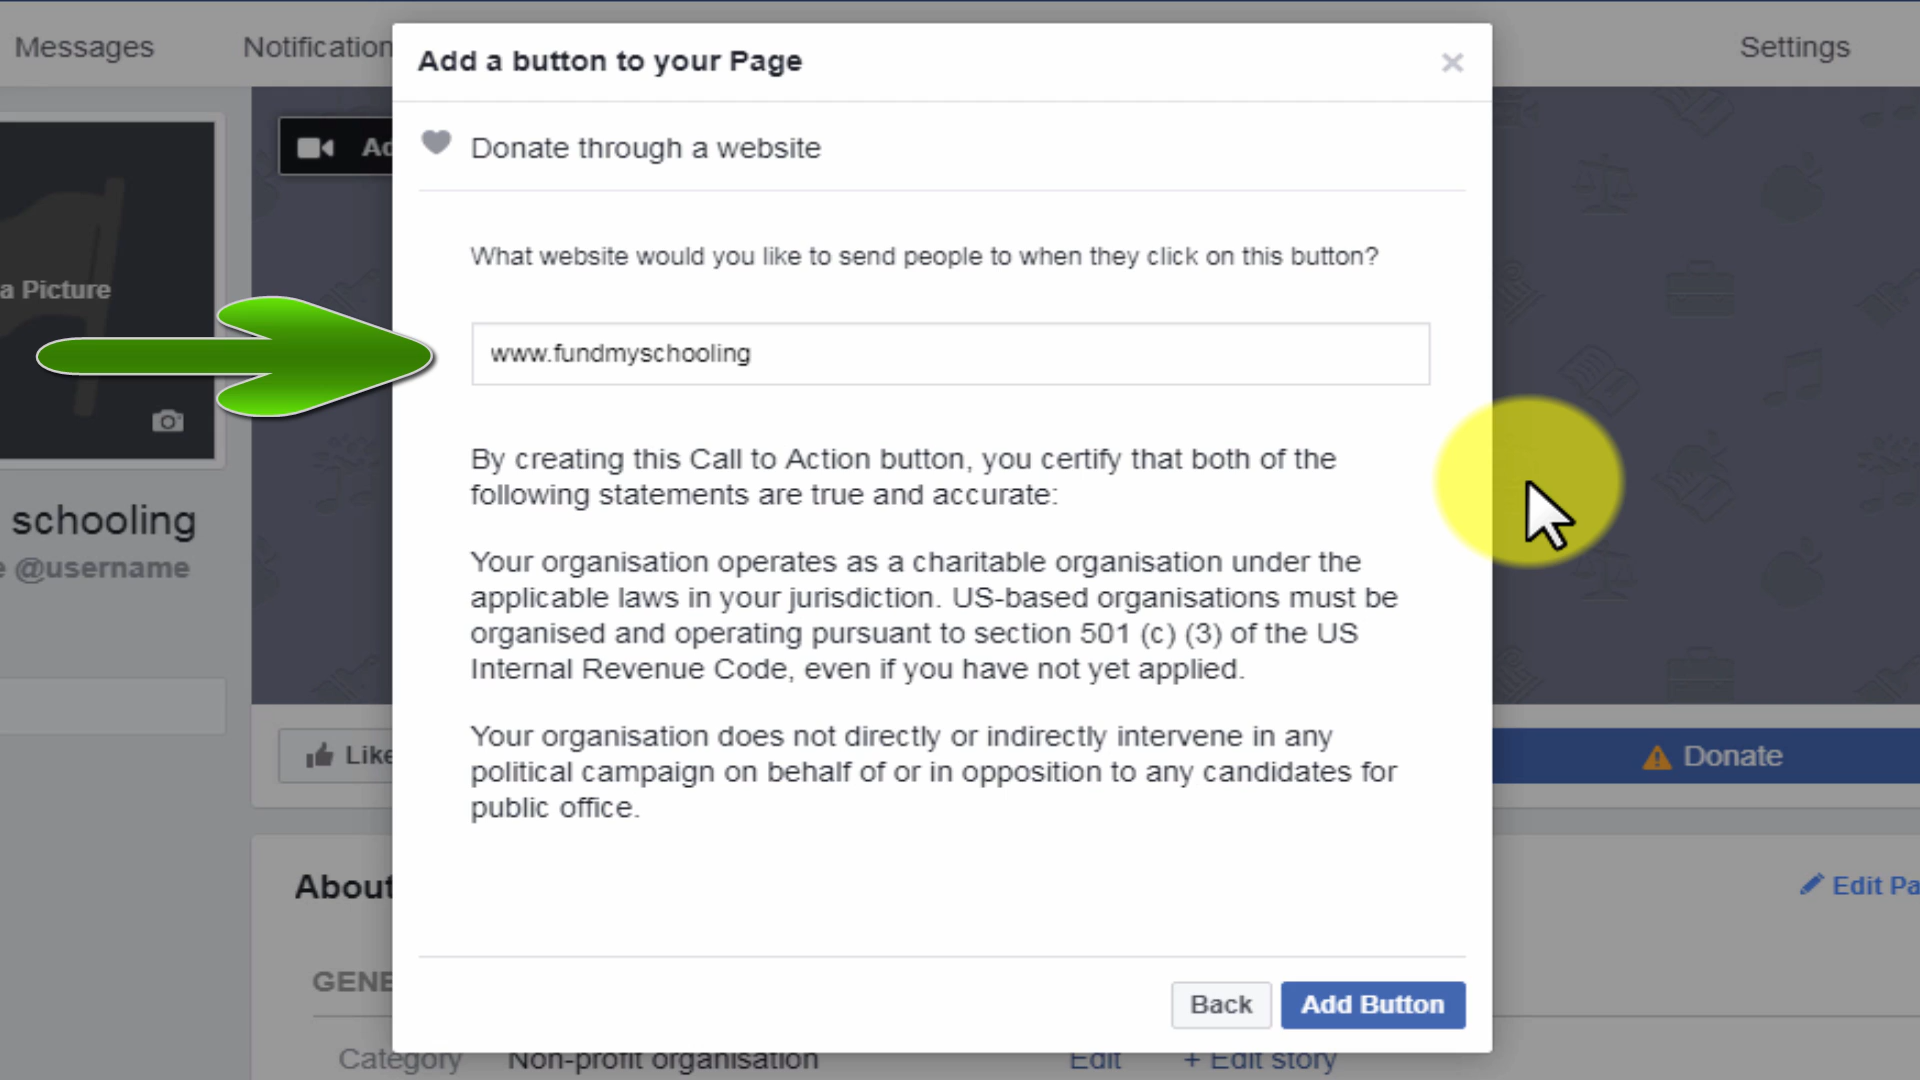 Messages
Notification
Settings
Add a button to your Page
Donate through a website
What website would you like to send people to when they click on this button?
a Picture
www.fundmyschooling
By creating this Call to Action button, you certify that both of the
following statements are true and accurate:
schooling
@username
Your organisation operates as a charitable organisation under the
applicable laws in your jurisdiction. US-based organisations must be
organised and operating pursuant to section 501 (c) (3) of the US
Internal Revenue Code, even if you have not yet applied.
Your organisation does not directly or indirectly intervene in any
political campaign on behalf of or in opposition to any candidates for
public office.
Like
Donate
About
Edit Pa
GENE
Back
Add Button
Category
Non-profit organisation
Edit
+ Edit story